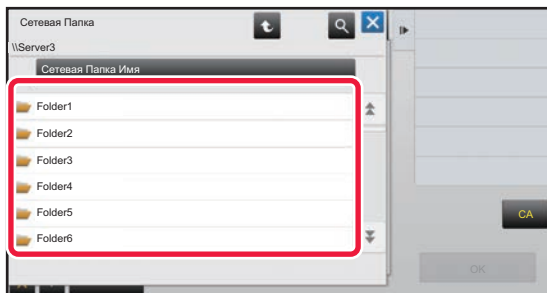 Сетевая Папка
\\Server3
Сетевая Папка Имя
Folder1
Folder2
Folder3
Folder4
Folder5
Folder6
CA
OK